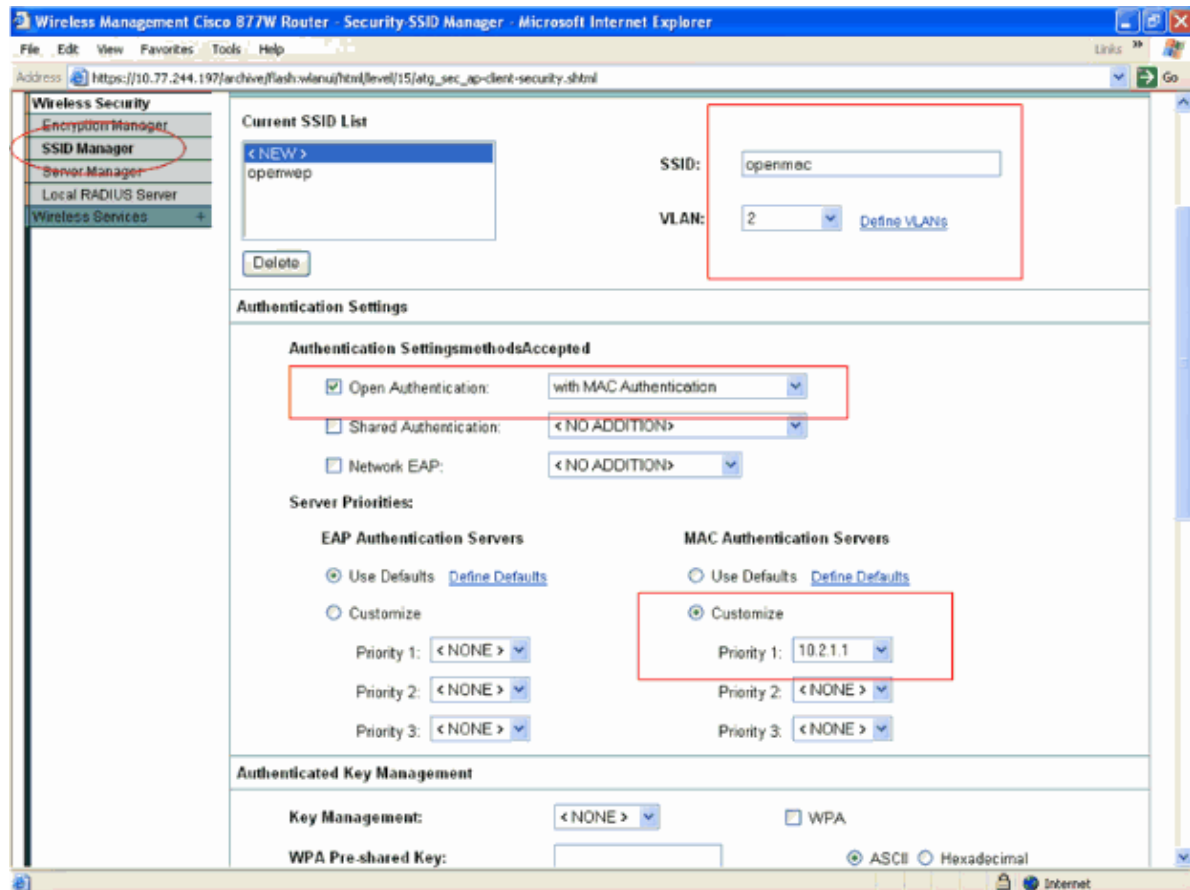 Wireless Management Cisco 877W Router - Security-SSID Manager - Microsoft Internet Explorer
File Edit View Favorites Tools Help
Links »
Address https://10.77.244.197/archive/flash:wlanui/html/level/15/atg_sec_ap-client-security.shtml
Go
Wireless Security
Encryption Manager
SSID Manager
Server Manager
Local RADIUS Server
Wireless Services +
Current SSID List
< NEW >
openwep
Delete
SSID: openmac
VLAN: 2 Define VLANs
Authentication Settings
Authentication SettingsmethodsAccepted
Open Authentication: with MAC Authentication
Shared Authentication: < NO ADDITION>
Network EAP: < NO ADDITION>
Server Priorities:
EAP Authentication Servers
Use Defaults Define Defaults
Customize
Priority 1: < NONE >
Priority 2: < NONE >
Priority 3: < NONE >
MAC Authentication Servers
Use Defaults Define Defaults
Customize
Priority 1: 10.2.1.1
Priority 2: < NONE >
Priority 3: < NONE >
Authenticated Key Management
Key Management: < NONE > WPA
WPA Pre-shared Key: ASCII Hexadecimal
Internet